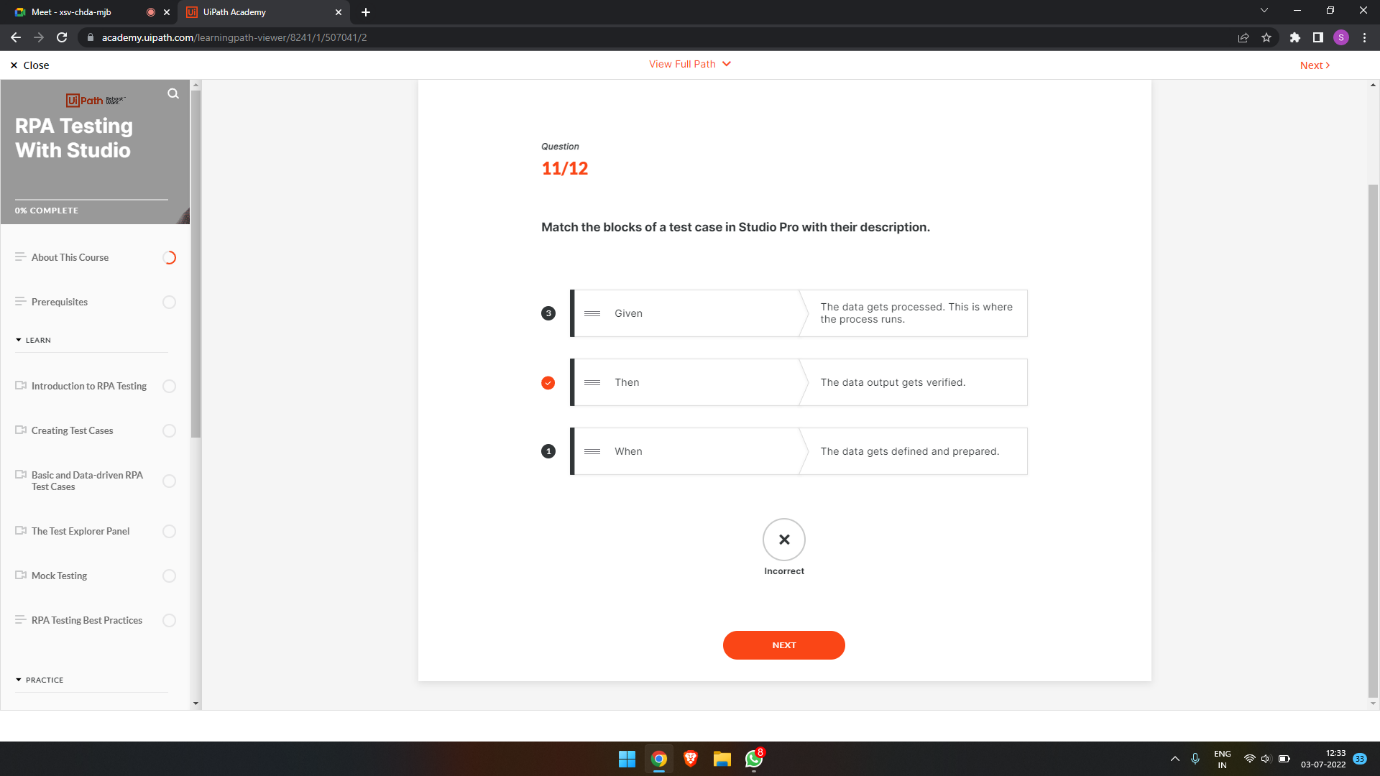 Meet - xsv-chda-mjb
UiPath Academy
academy.uipath.com/learningpath-viewer/8241/1/507041/2
S
Close
View Full Path
Next
UiPath
RPA Testing
With Studio
0% COMPLETE
About This Course
Prerequisites
LEARN
Introduction to RPA Testing
Creating Test Cases
Basic and Data-driven RPA
Test Cases
The Test Explorer Panel
Mock Testing
RPA Testing Best Practices
PRACTICE
Question
11/12
Match the blocks of a test case in Studio Pro with their description.
3
Given
The data gets processed. This is where
the process runs.
Then
The data output gets verified.
1
When
The data gets defined and prepared.
Incorrect
NEXT
8
ENG
IN
12:33
03-07-2022
33